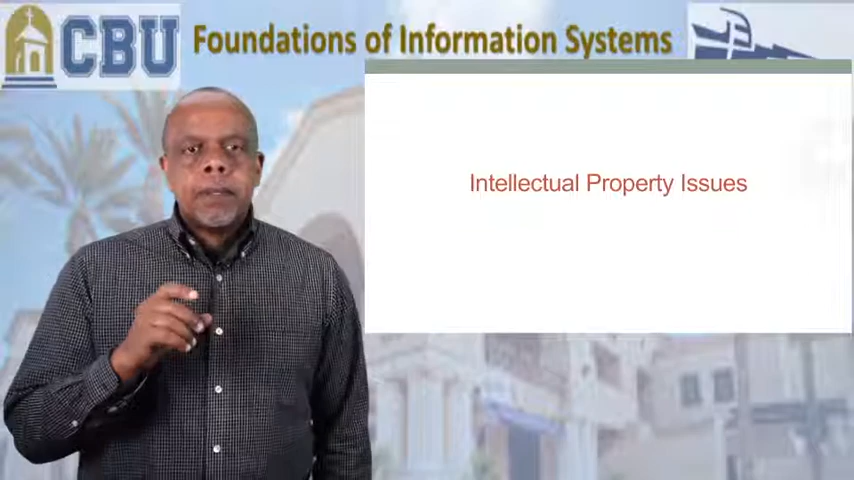 CBU
Foundations of Information Systems
Intellectual Property Issues